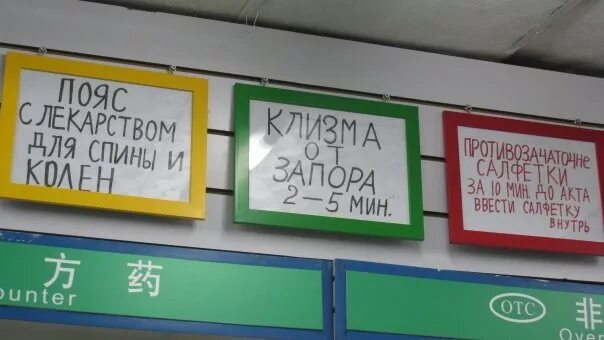 ПОЯС
С ЛЕКАРСТВОМ
ДЛЯ СПИНЫ И
КОЛЕН
КЛИЗМА
ОТ
ЗАПОРА
2-5 МИН.
ПРОТИВОЗАЧАТОЧНЕ
САЛФЕТКИ
ЗА 10 МИН. ДО АКТА
ВВЕСТИ САЛФЕТКУ
ВНУТРЬ
方药
ounter
OTC 非
Over